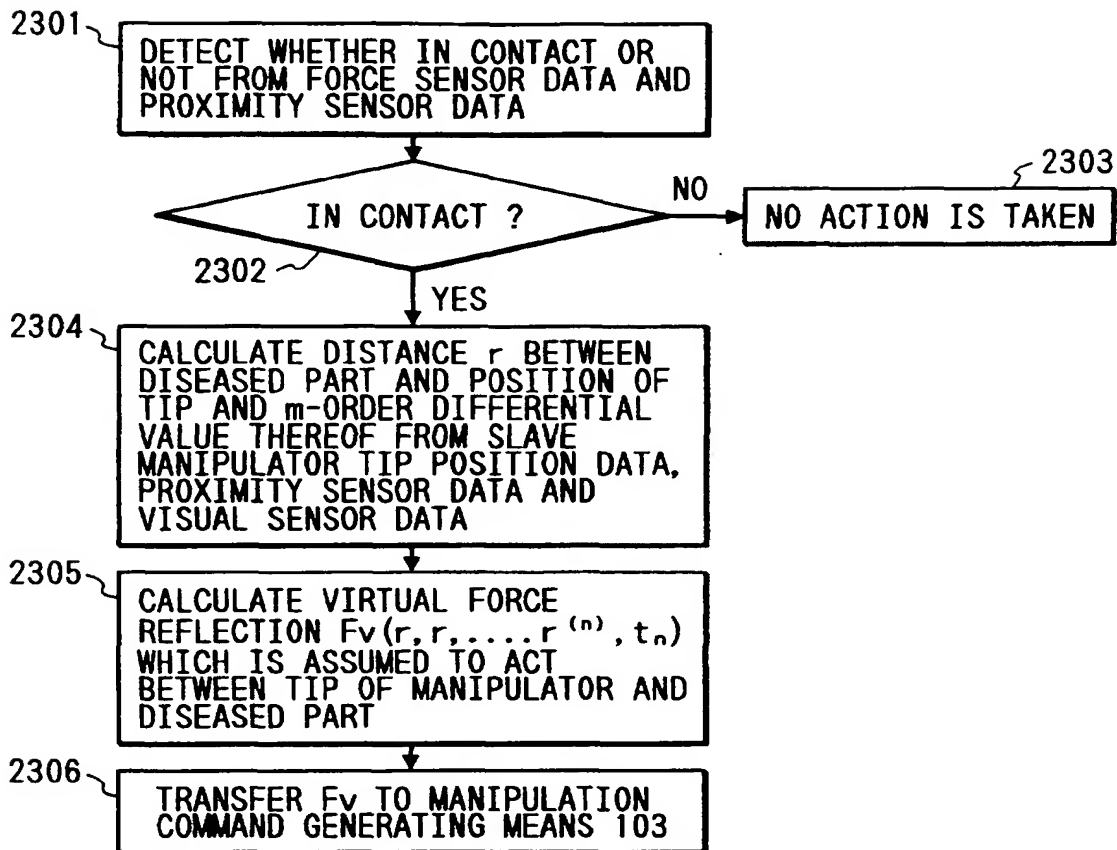 2301
DETECT WHETHER IN CONTACT OR
NOT FROM FORCE SENSOR DATA AND
PROXIMITY SENSOR DATA
IN CONTACT ?
2302
NO
2303
NO ACTION IS TAKEN
YES
2304
CALCULATE DISTANCE r BETWEEN
DISEASED PART AND POSITION OF
TIP AND m-ORDER DIFFERENTIAL
VALUE THEREOF FROM SLAVE
MANIPULATOR TIP POSITION DATA,
PROXIMITY SENSOR DATA AND
VISUAL SENSOR DATA
2305
CALCULATE VIRTUAL FORCE
REFLECTION Fv(r,r,....r⁽ⁿ⁾,tₙ)
WHICH IS ASSUMED TO ACT
BETWEEN TIP OF MANIPULATOR AND
DISEASED PART
2306
TRANSFER Fv TO MANIPULATION
COMMAND GENERATING MEANS 103